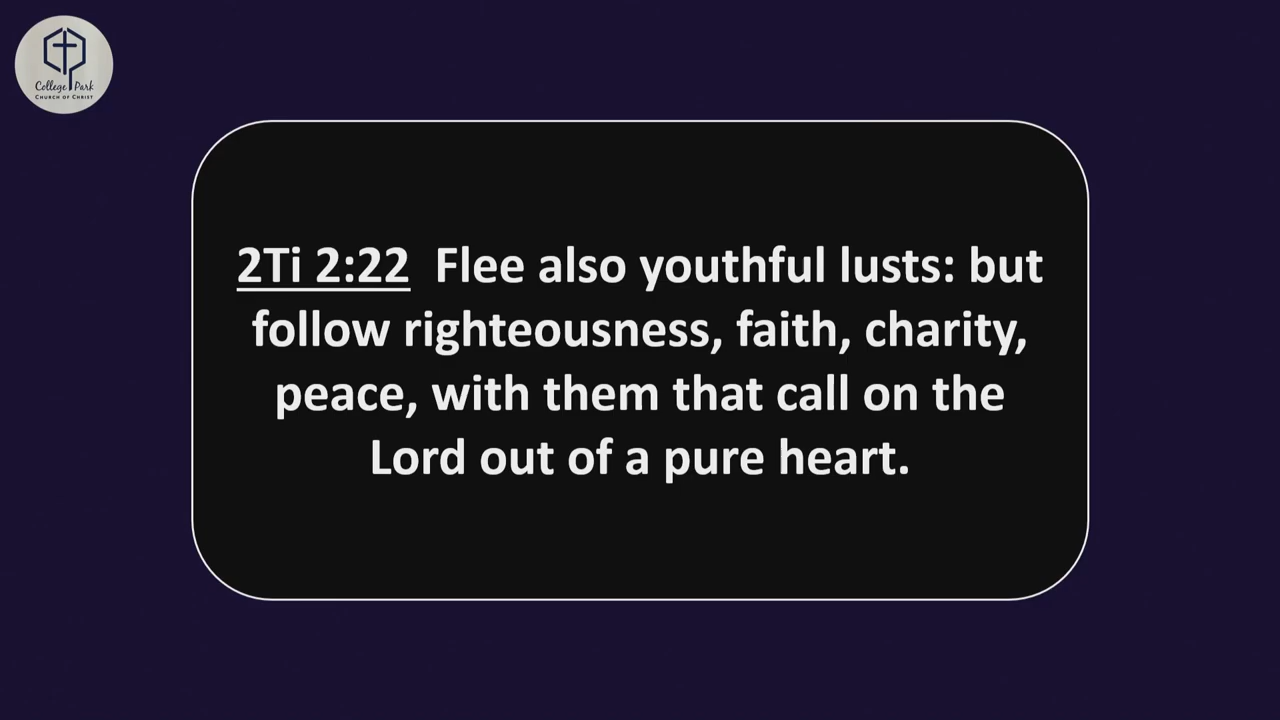 College Park
CHURCH OF CHRIST
2Ti 2:22 Flee also youthful lusts: but
follow righteousness, faith, charity,
peace, with them that call on the
Lord out of a pure heart.